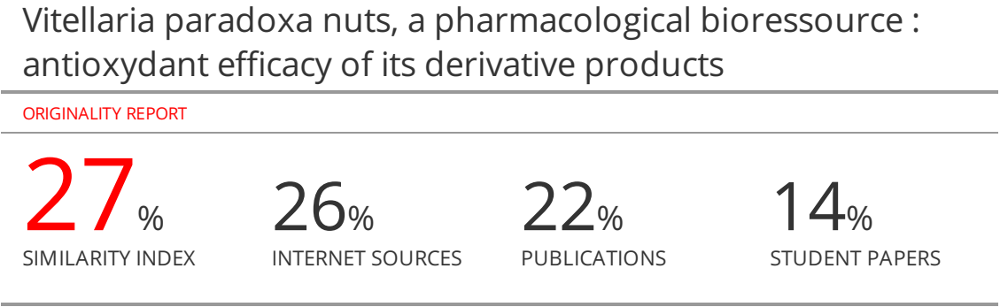 Vitellaria paradoxa nuts, a pharmacological bioressource :
antioxydant efficacy of its derivative products
ORIGINALITY REPORT
27% 26% 22% 14%
SIMILARITY INDEX INTERNET SOURCES PUBLICATIONS STUDENT PAPERS